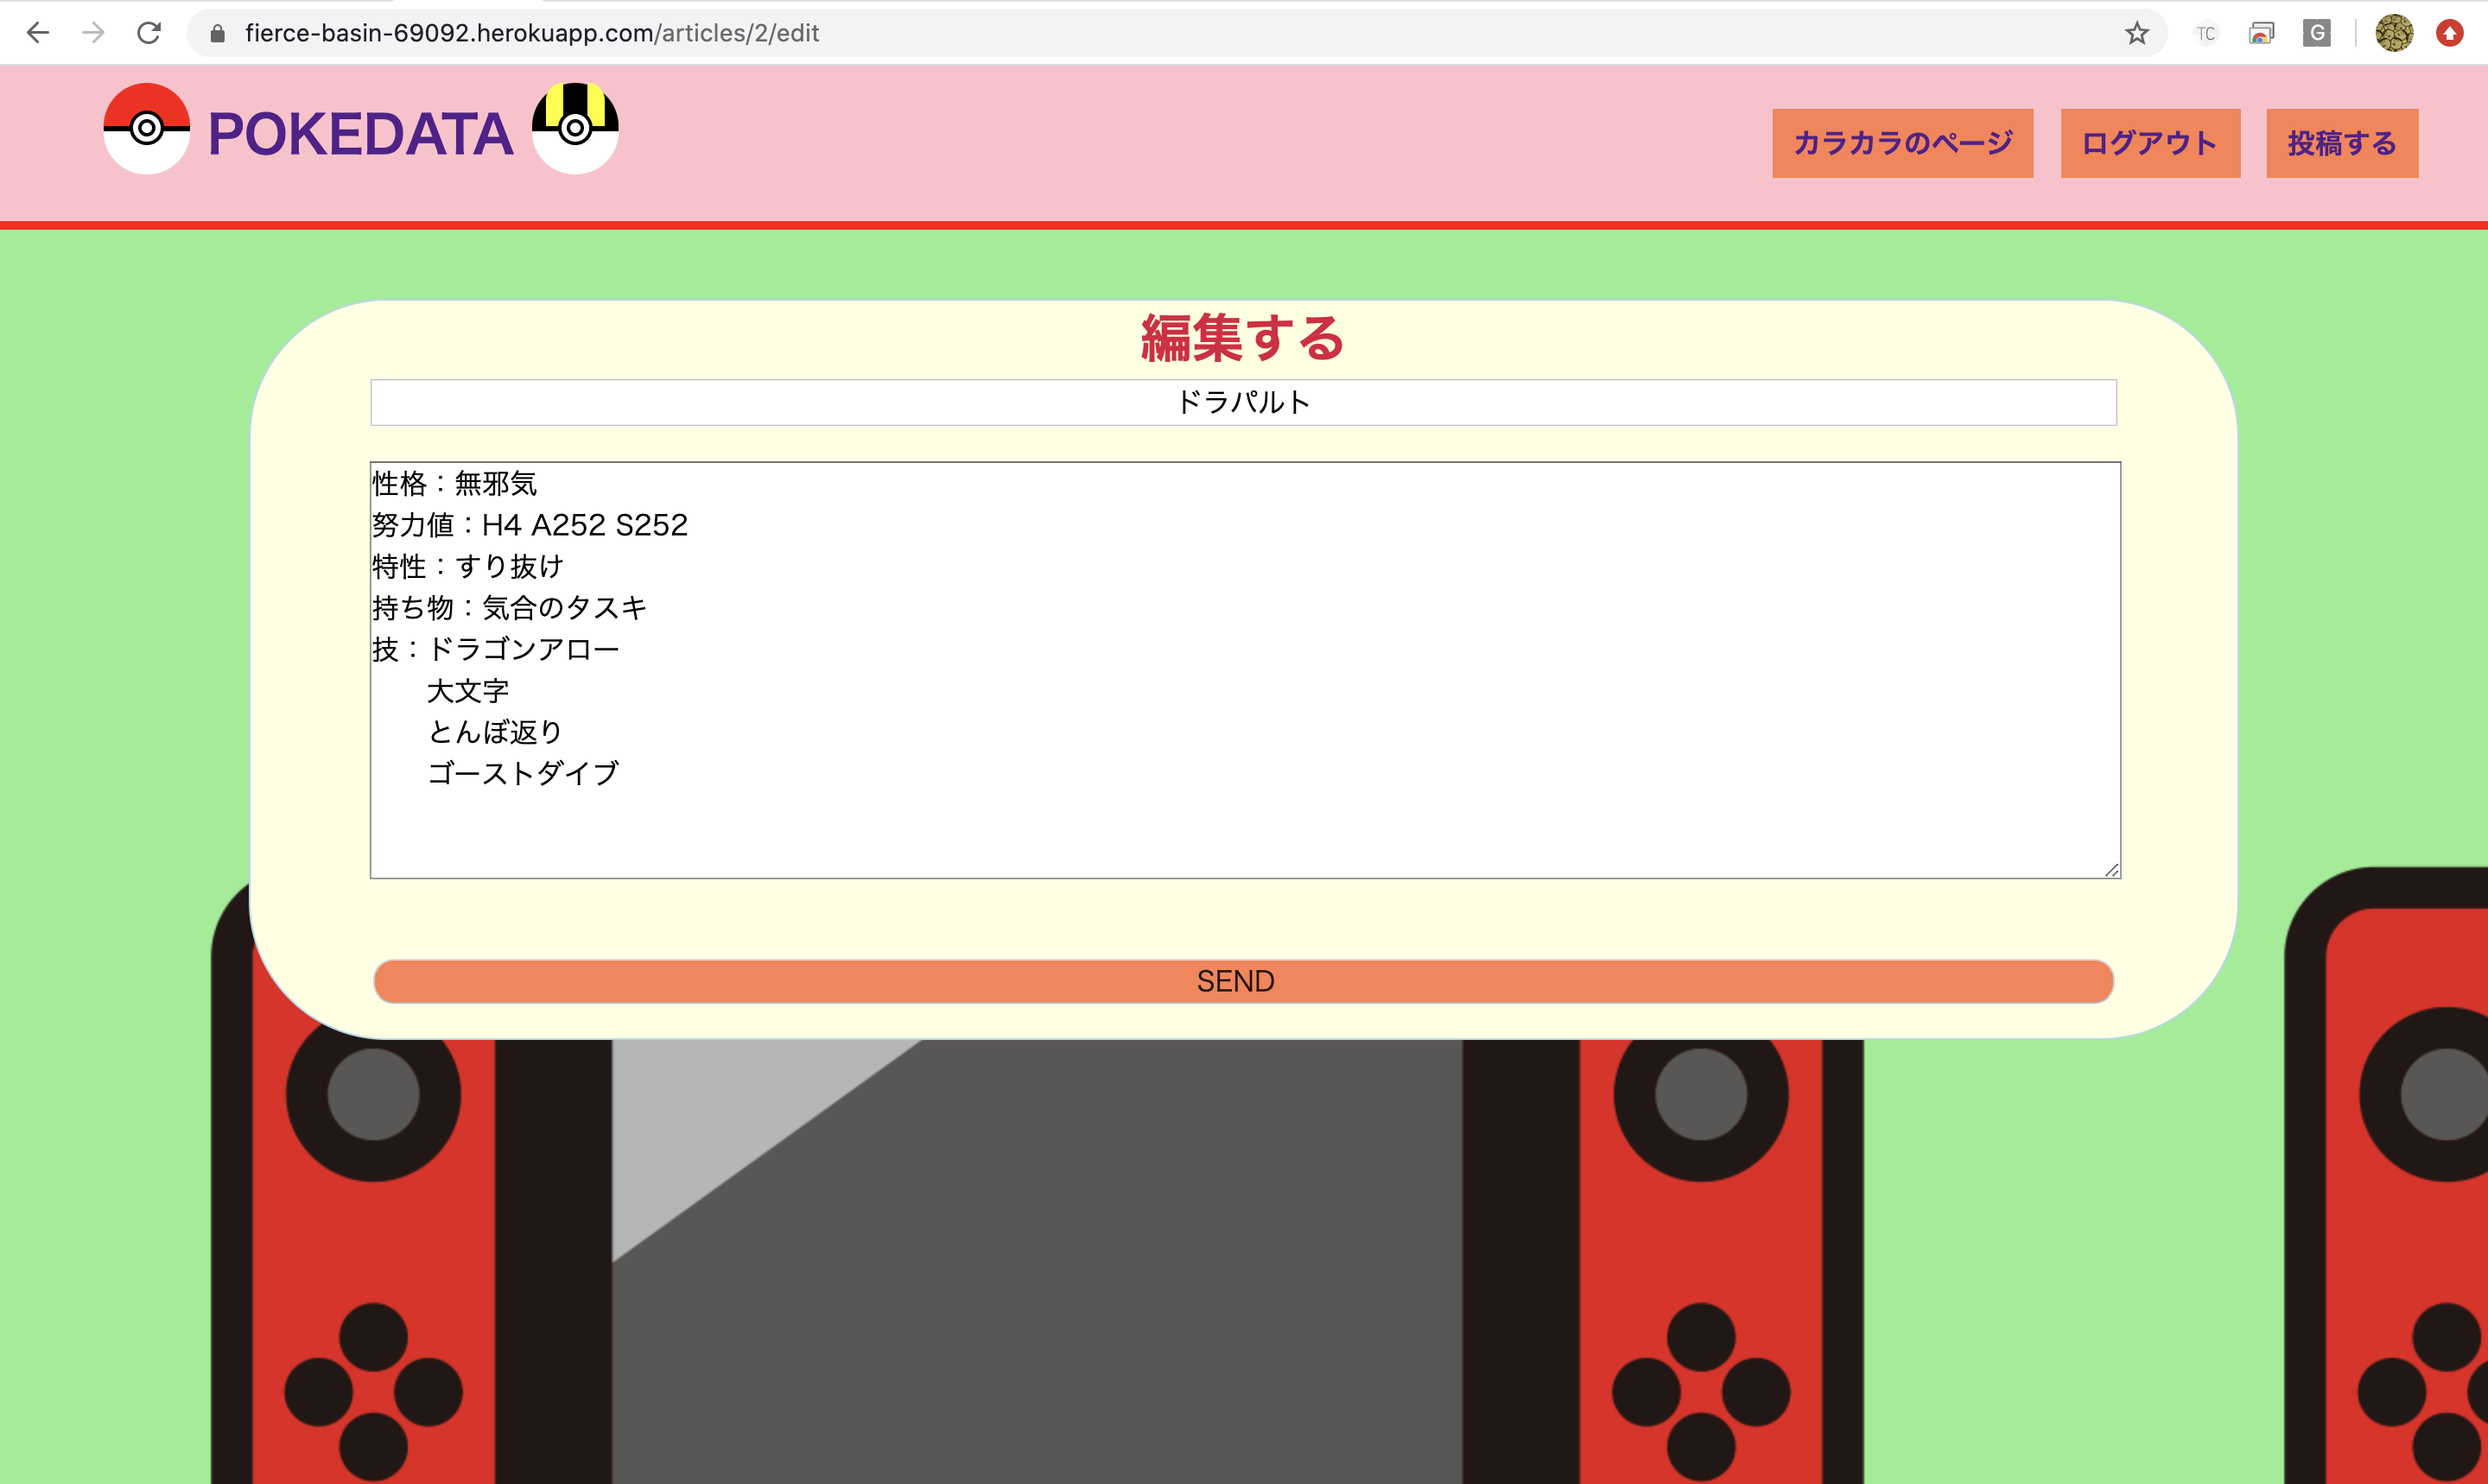 fierce-basin-69092.herokuapp.com/articles/2/edit
TC
G
POKEDATA
カラカラのページ
ログアウト
投稿する
編集する
ドラパルト
性格：無邪気
努力値：H4 A252 S252
特性：すり抜け
持ち物：気合のタスキ
技：ドラゴンアロー
大文字
とんぼ返り
ゴーストダイブ
SEND